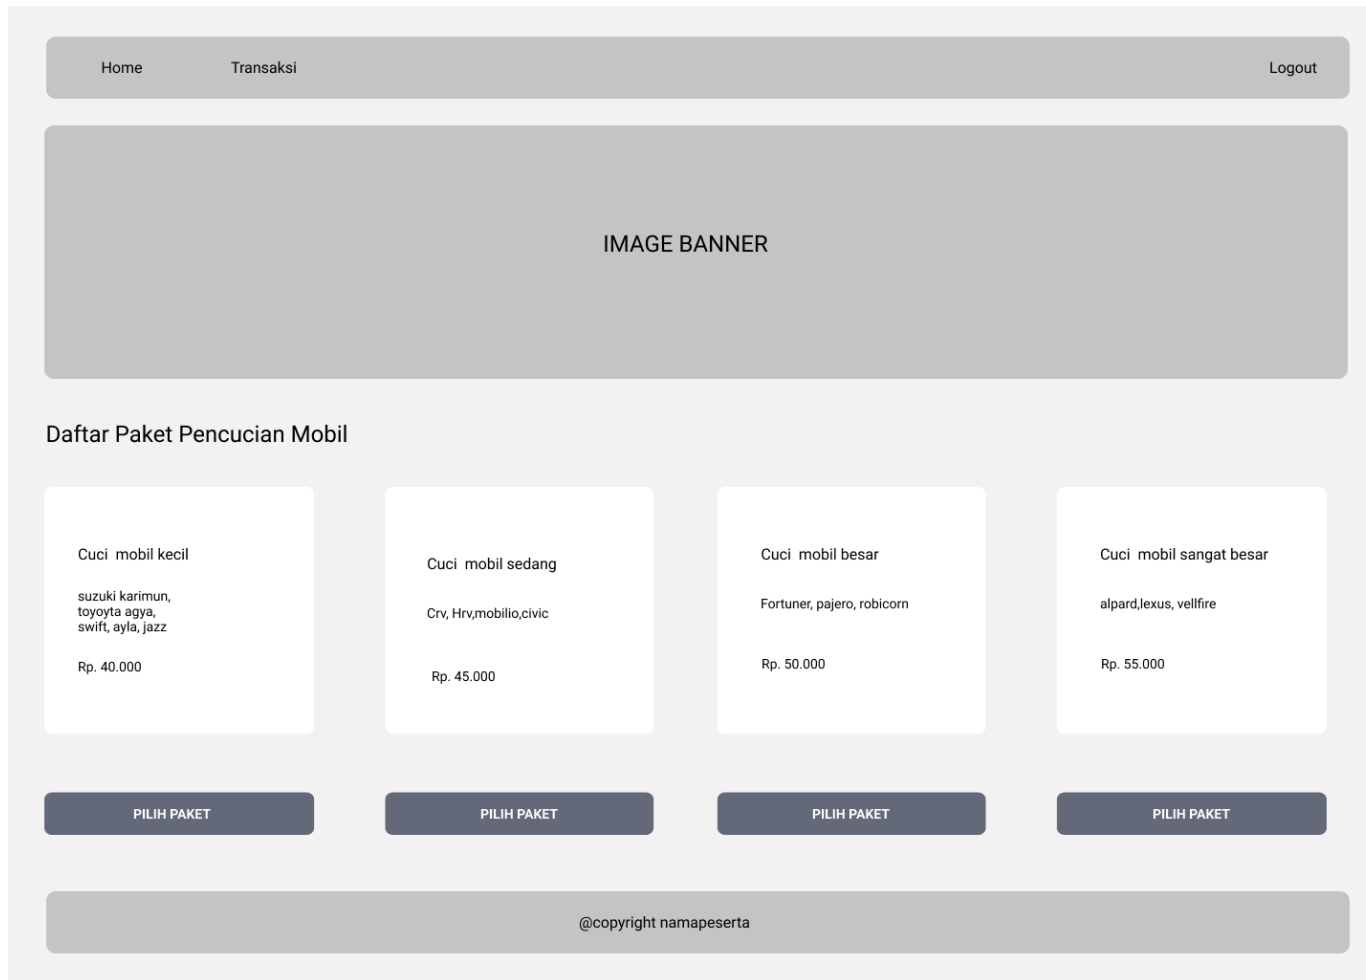 Home
Transaksi
Logout
IMAGE BANNER
Daftar Paket Pencucian Mobil
Cuci  mobil kecil
suzuki karimun,
toyoyta agya,
swift, ayla, jazz
Rp. 40.000
Cuci  mobil sedang
Crv, Hrv,mobilio,civic
Rp. 45.000
Cuci  mobil besar
Fortuner, pajero, robicorn
Rp. 50.000
Cuci  mobil sangat besar
alpard,lexus, vellfire
Rp. 55.000
PILIH PAKET
PILIH PAKET
PILIH PAKET
PILIH PAKET
@copyright namapeserta